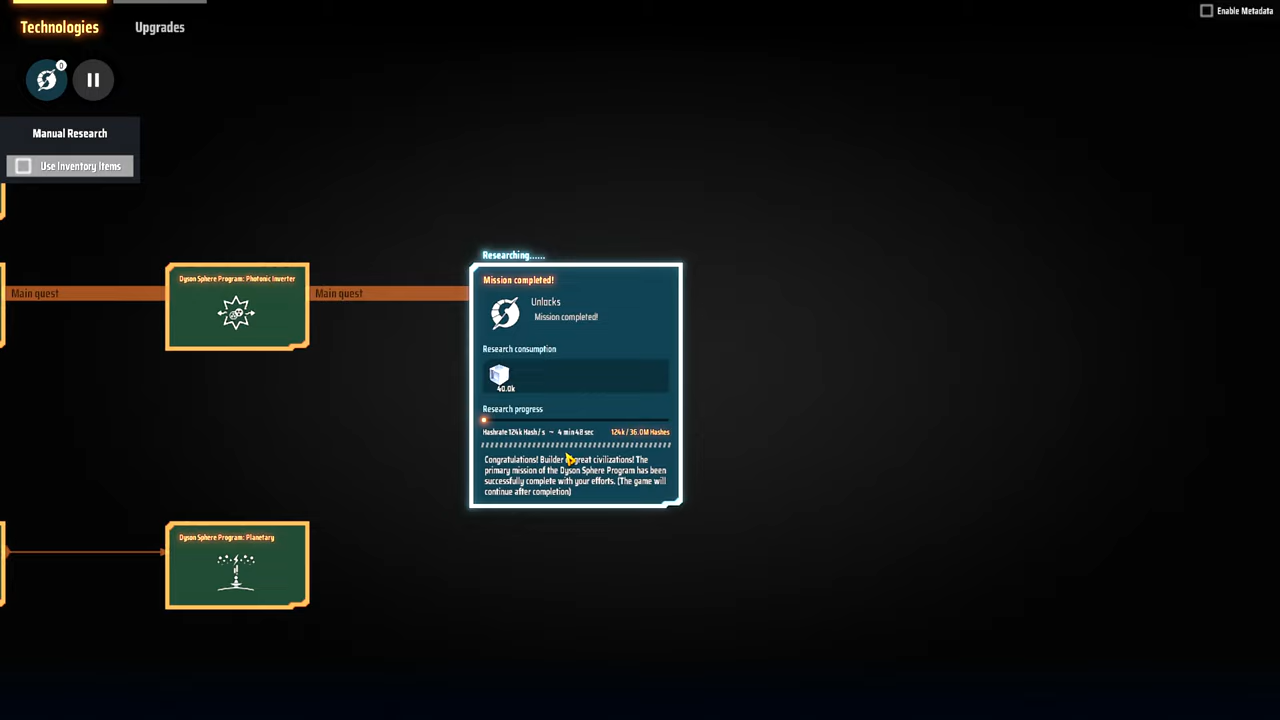 Technologies
Upgrades
Enable Metadata
0
Manual Research
Use Inventory Items
Main quest
Dyson Sphere Program: Photonic Inverter
Main quest
Researching......
Mission completed!
Unlocks
Mission completed!
Research consumption
40.0k
Research progress
Hashrate 124k Hash/s ~ 4 min 48 sec
124k / 36.0M Hashes
Congratulations! Builder great civilizations! The
primary mission of the Dyson Sphere Program has been
successfully complete with your efforts. (The game will
continue after completion)
Dyson Sphere Program: Planetary